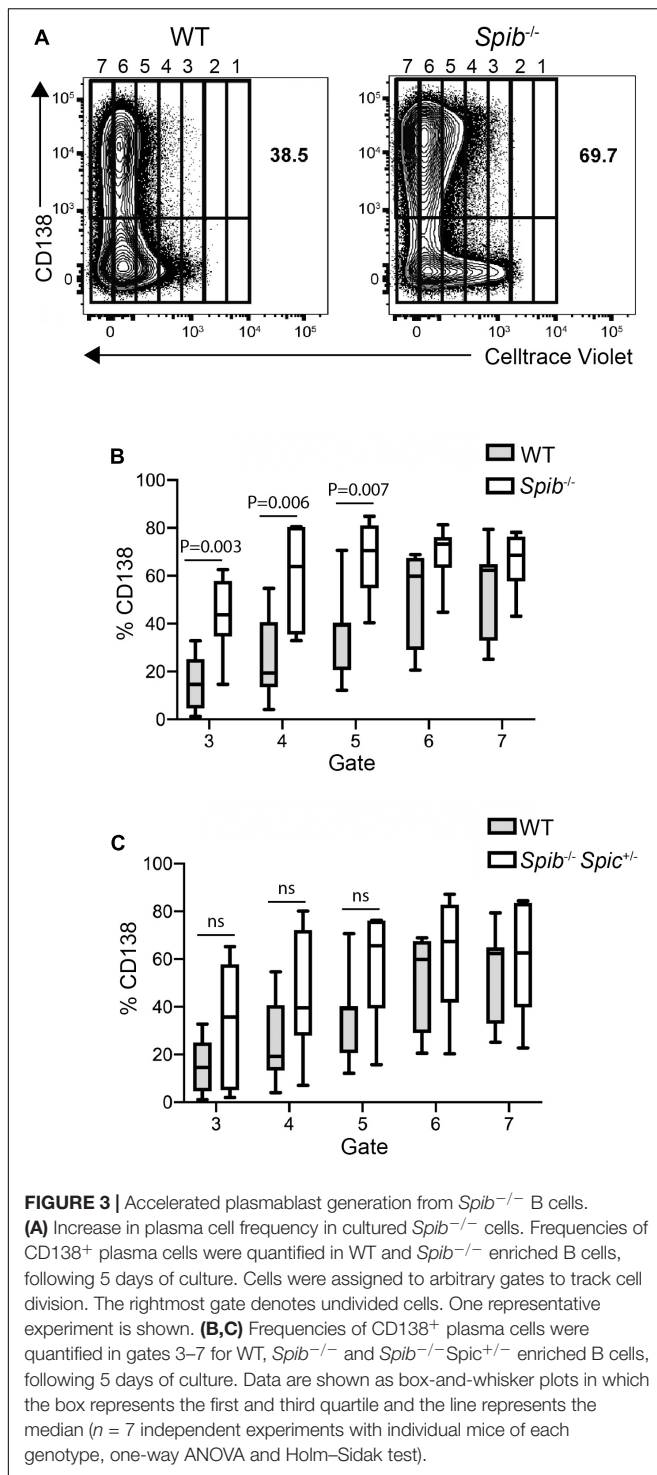 A
WT
Spib-/-
7 6 5 4 3 2 1
7 6 5 4 3 2 1
CD138
10⁵
10⁴
10³
0
38.5
10⁵
10⁴
10³
0
69.7
0 10³ 10⁴ 10⁵
0 10³ 10⁴ 10⁵
Celltrace Violet
B
WT
Spib-/-
% CD138
100
80
60
40
20
0
P=0.003
P=0.006
P=0.007
3 4 5 6 7
Gate
C
WT
Spib-/- Spic+/-
% CD138
100
80
60
40
20
0
ns
ns
ns
3 4 5 6 7
Gate
FIGURE 3 | Accelerated plasmablast generation from Spib−/− B cells.
(A) Increase in plasma cell frequency in cultured Spib−/− cells. Frequencies of
CD138+ plasma cells were quantified in WT and Spib−/− enriched B cells,
following 5 days of culture. Cells were assigned to arbitrary gates to track cell
division. The rightmost gate denotes undivided cells. One representative
experiment is shown. (B,C) Frequencies of CD138+ plasma cells were
quantified in gates 3–7 for WT, Spib−/− and Spib−/−Spic+/− enriched B cells,
following 5 days of culture. Data are shown as box-and-whisker plots in which
the box represents the first and third quartile and the line represents the
median (n = 7 independent experiments with individual mice of each
genotype, one-way ANOVA and Holm–Sidak test).